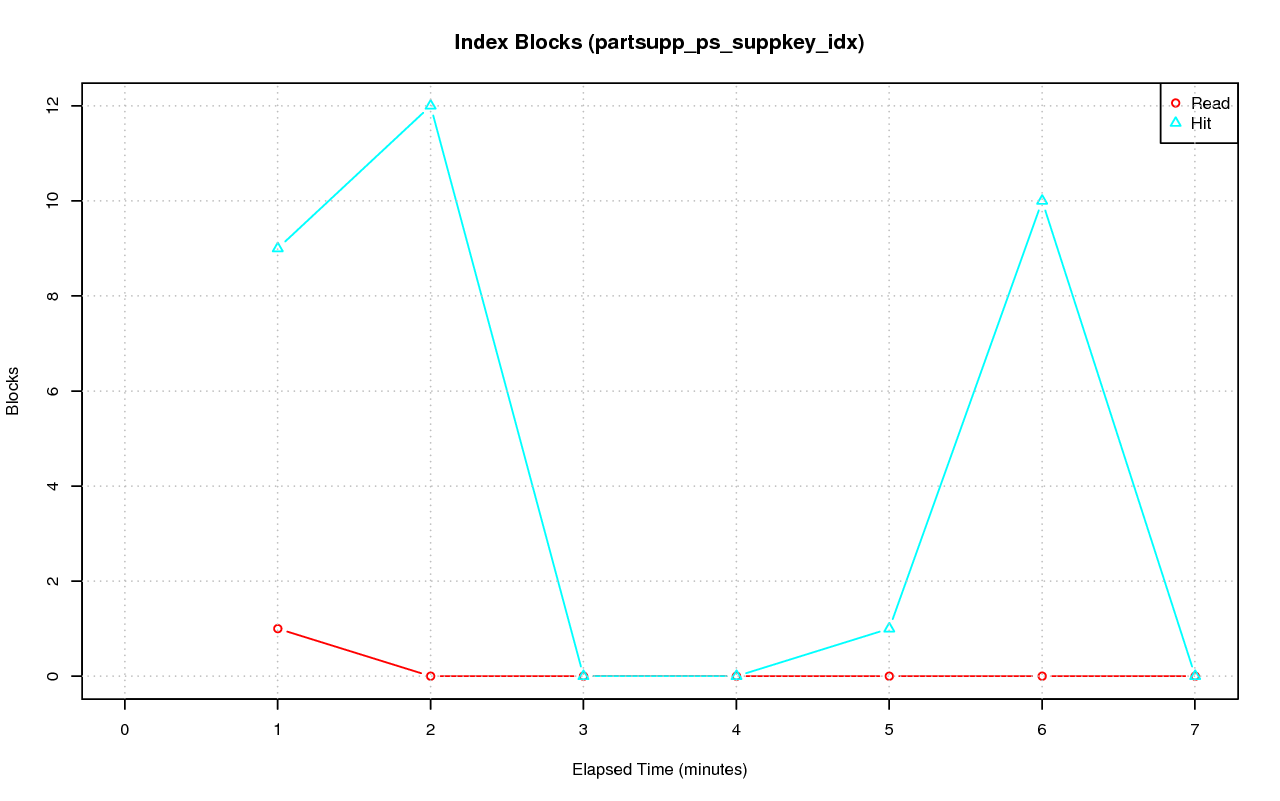 Index Blocks (partsupp_ps_suppkey_idx)
Read
Hit
12
10
8
6
4
2
0
Blocks
0 1 2 3 4 5 6 7
Elapsed Time (minutes)